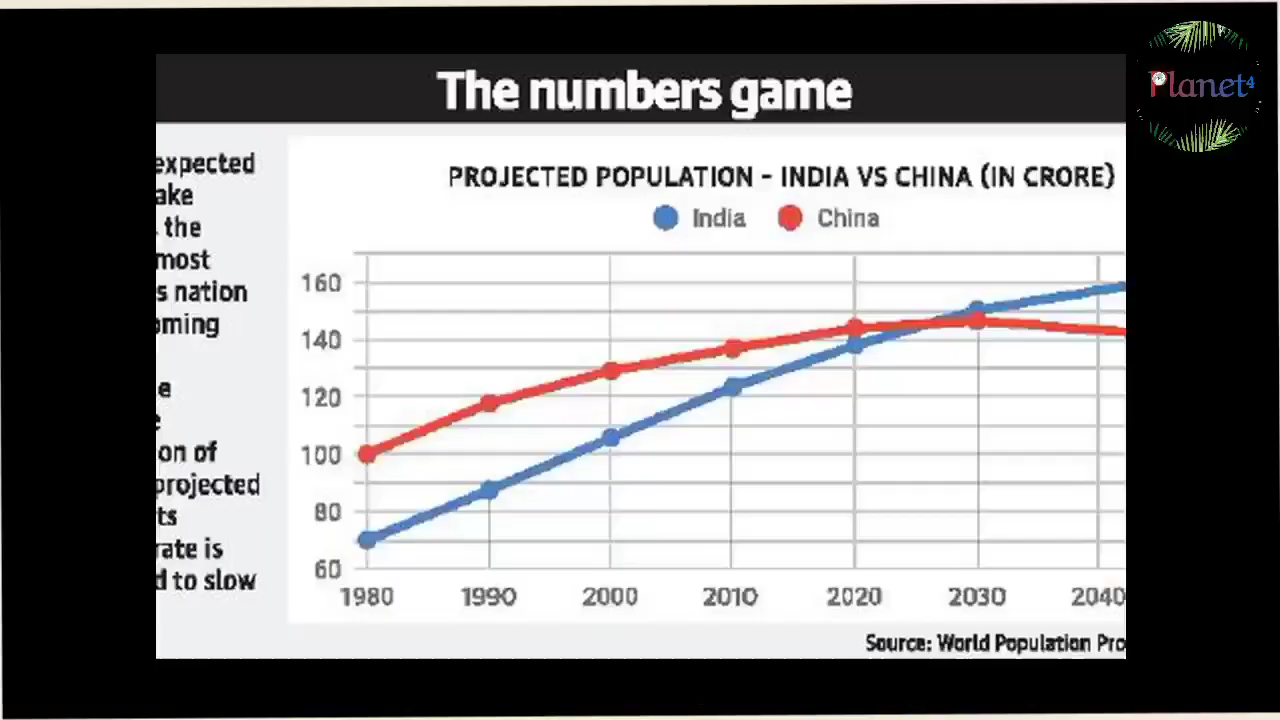 Planet4
The numbers game
expected
ake
the
most
s nation
oming
e
e
on of
projected
ts
rate is
d to slow
PROJECTED POPULATION - INDIA VS CHINA (IN CRORE)
India China
160
140
120
100
80
60
1980 1990 2000 2010 2020 2030 2040
Source: World Population Pro